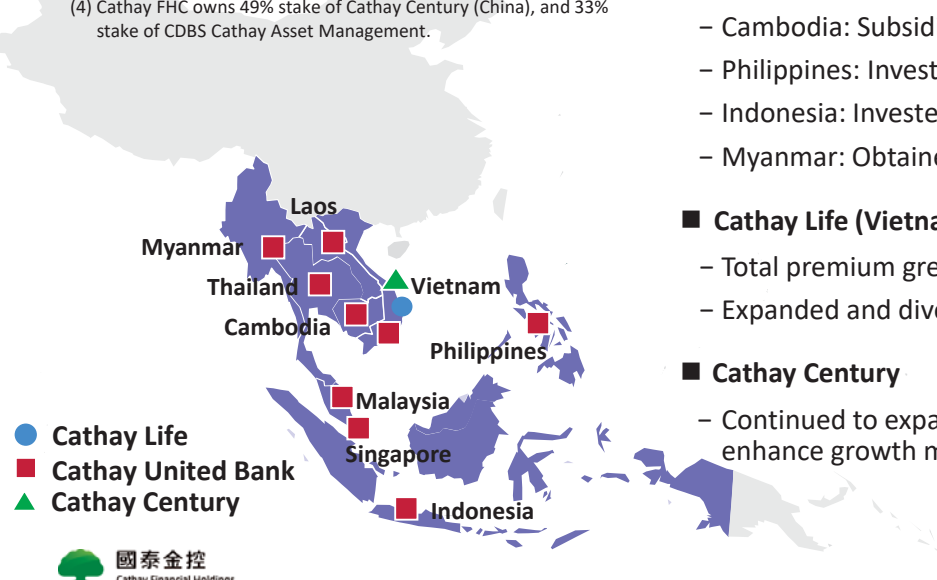 (4) Cathay FHC owns 49% stake of Cathay Century (China), and 33%
stake of CDBS Cathay Asset Management.
Laos
Myanmar
Thailand
Vietnam
Cambodia
Philippines
Malaysia
Singapore
Indonesia
Cathay Life
Cathay United Bank
Cathay Century
國泰金控
Cathay Financial Holdings
– Cambodia: Subsid
– Philippines: Invest
– Indonesia: Investe
– Myanmar: Obtaine
■ Cathay Life (Vietna
– Total premium gre
– Expanded and dive
■ Cathay Century
– Continued to expa
enhance growth m